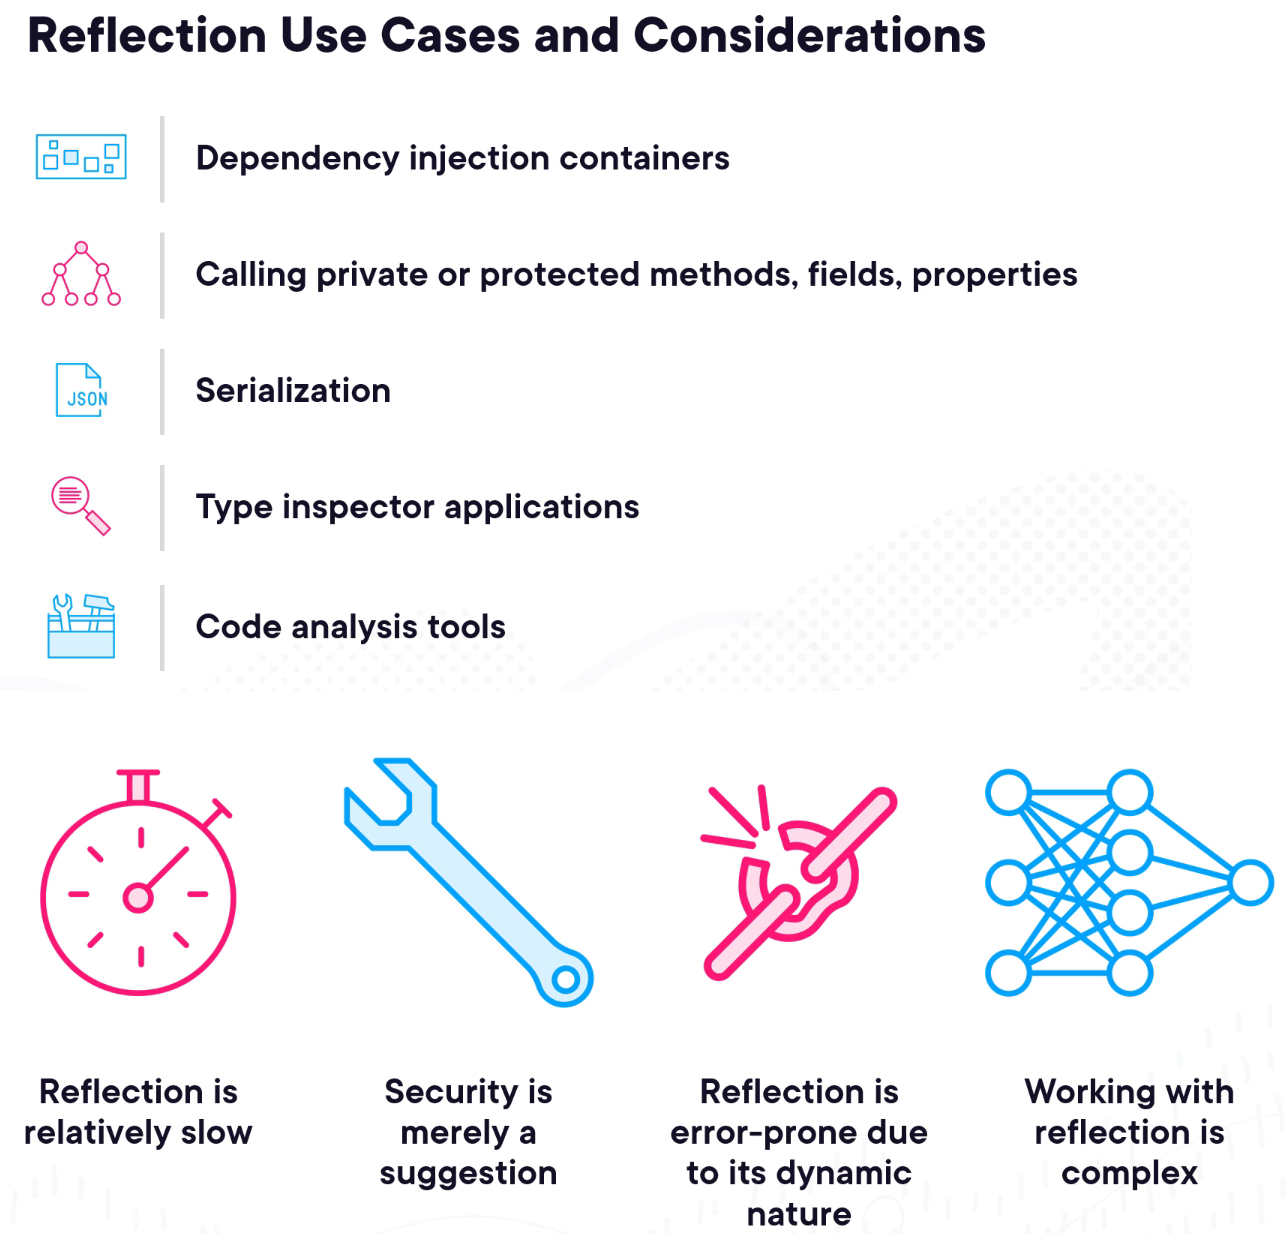 Reflection Use Cases and Considerations
Dependency injection containers
Calling private or protected methods, fields, properties
JSON
Serialization
Type inspector applications
Code analysis tools
Reflection is
relatively slow
Security is
merely a
suggestion
Reflection is
error-prone due
to its dynamic
nature
Working with
reflection is
complex